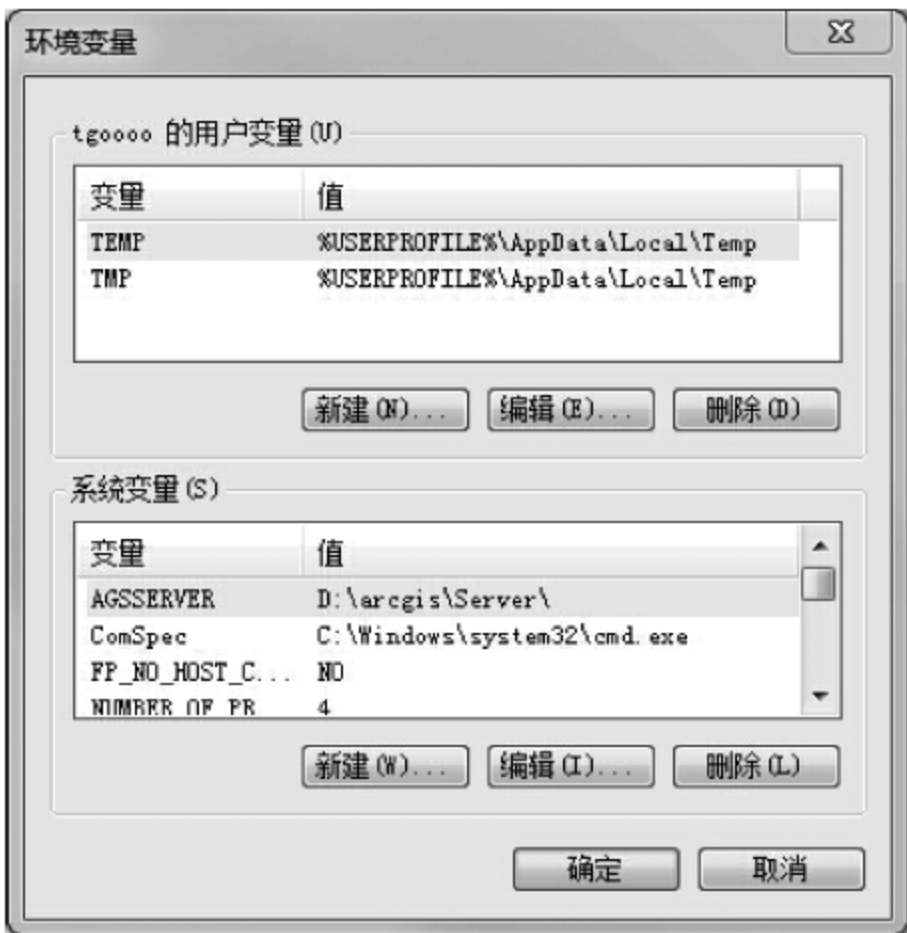 环境变量
tgoooo 的用户变量(U)
变量 值
TEMP %USERPROFILE%\AppData\Local\Temp
TMP %USERPROFILE%\AppData\Local\Temp
新建(N)... 编辑(E)... 删除(D)
系统变量(S)
变量 值
AGSSERVER D:\arcgis\Server\
ComSpec C:\Windows\system32\cmd.exe
FP_NO_HOST_C... NO
NUMBER_OF_PR 4
新建(W)... 编辑(I)... 删除(L)
确定 取消